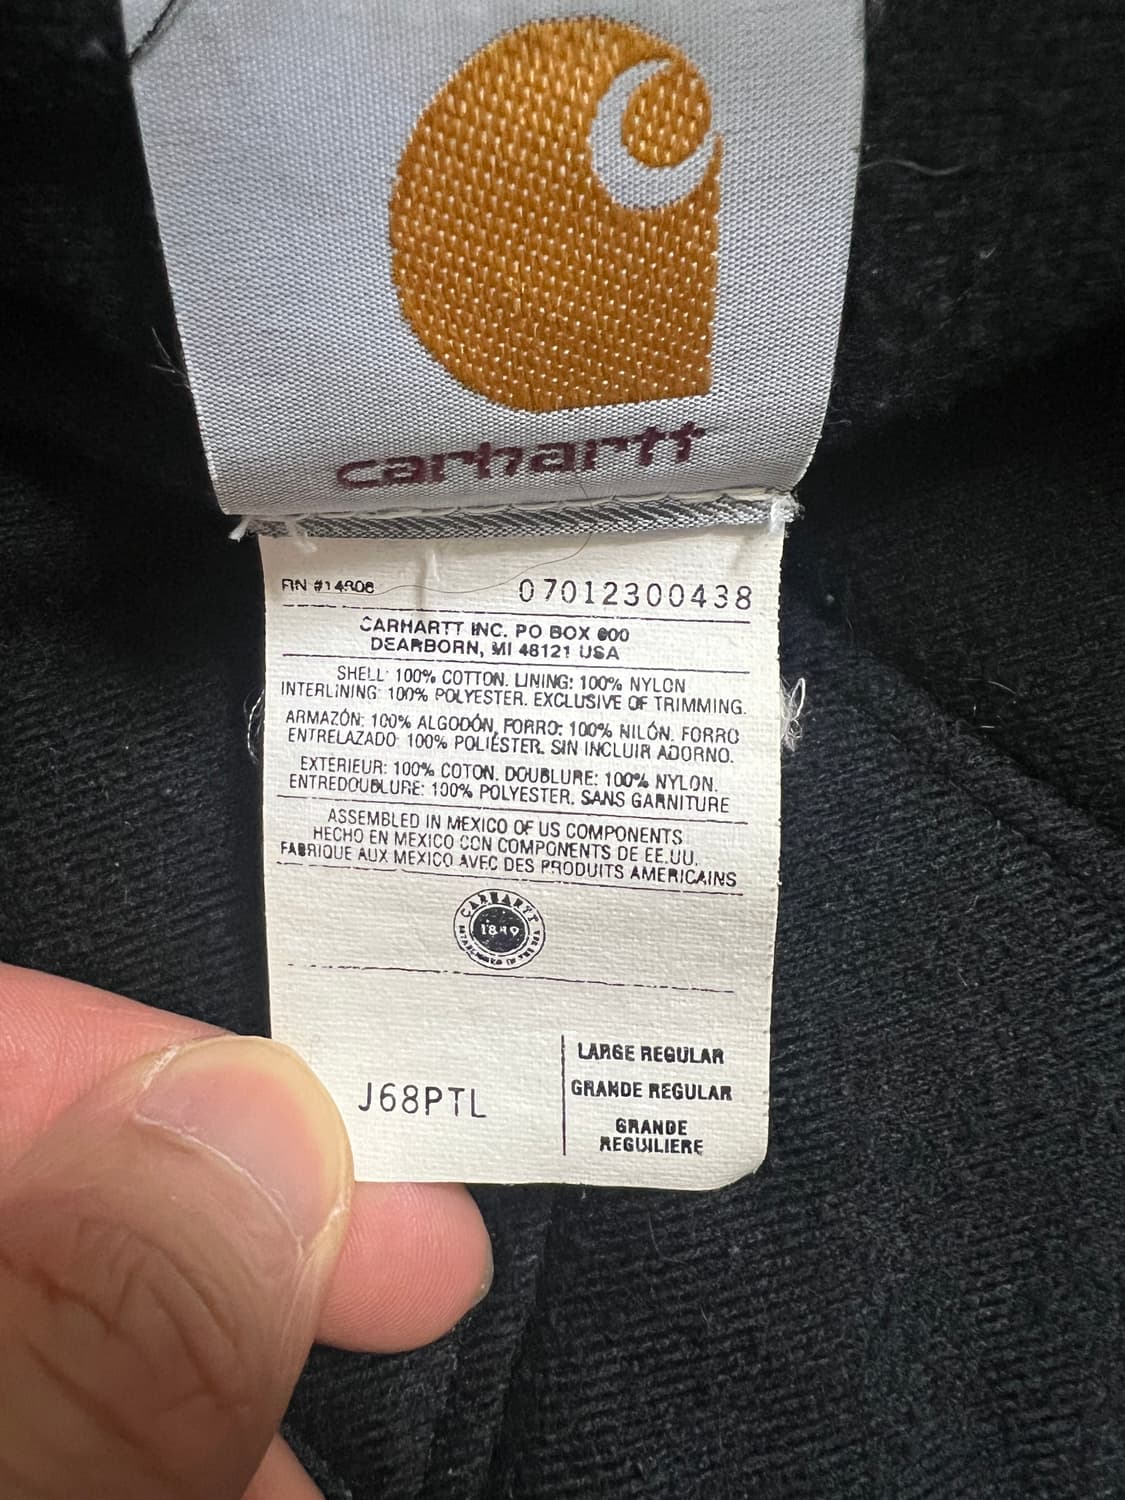 carhartt
RN #14806
07012300438
CARHARTT INC. PO BOX 600
DEARBORN, MI 48121 USA
SHELL: 100% COTTON. LINING: 100% NYLON
INTERLINING: 100% POLYESTER. EXCLUSIVE OF TRIMMING.
ARMAZÓN: 100% ALGODÓN, FORRO: 100% NILÓN. FORRO
ENTRELAZADO: 100% POLIÉSTER. SIN INCLUIR ADORNO.
EXTÉRIEUR: 100% COTON. DOUBLURE: 100% NYLON.
ENTREDOUBLURE: 100% POLYESTER. SANS GARNITURE
ASSEMBLED IN MEXICO OF US COMPONENTS
HECHO EN MEXICO CON COMPONENTS DE EE.UU.
FABRIQUE AUX MEXICO AVEC DES PRODUITS AMERICAINS
CARHARTT
J68PTL
LARGE REGULAR
GRANDE REGULAR
GRANDE
REGUILIERE